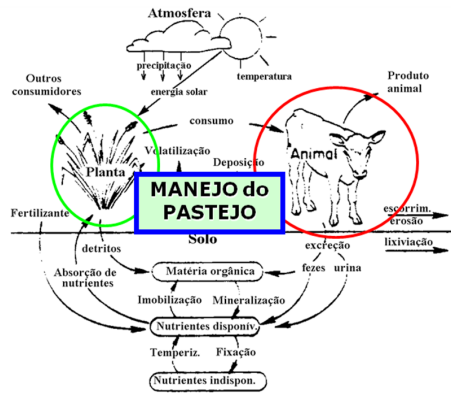 Atmosfera
precipitação
temperatura
energia solar
Outros
consumidores
Produto
animal
consumo
Volatilização
Deposição
Planta
Animal
MANEJO do
PASTEJO
Fertilizante
Solo
escorrim.
erosão
lixiviação
detritos
excreção
fezes urina
Absorção de
nutrientes
Matéria orgânica
Imobilização
Mineralização
Nutrientes disponív.
Temperiz.
Fixação
Nutrientes indispon.